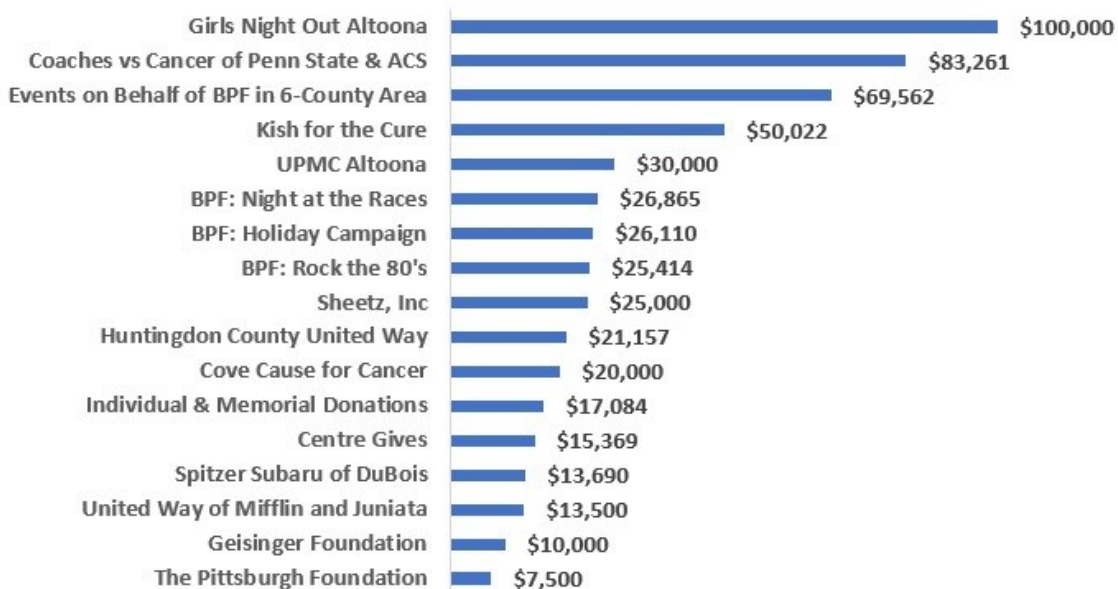 Girls Night Out Altoona $100,000
Coaches vs Cancer of Penn State & ACS $83,261
Events on Behalf of BPF in 6-County Area $69,562
Kish for the Cure $50,022
UPMC Altoona $30,000
BPF: Night at the Races $26,865
BPF: Holiday Campaign $26,110
BPF: Rock the 80's $25,414
Sheetz, Inc $25,000
Huntingdon County United Way $21,157
Cove Cause for Cancer $20,000
Individual & Memorial Donations $17,084
Centre Gives $15,369
Spitzer Subaru of DuBois $13,690
United Way of Mifflin and Juniata $13,500
Geisinger Foundation $10,000
The Pittsburgh Foundation $7,500